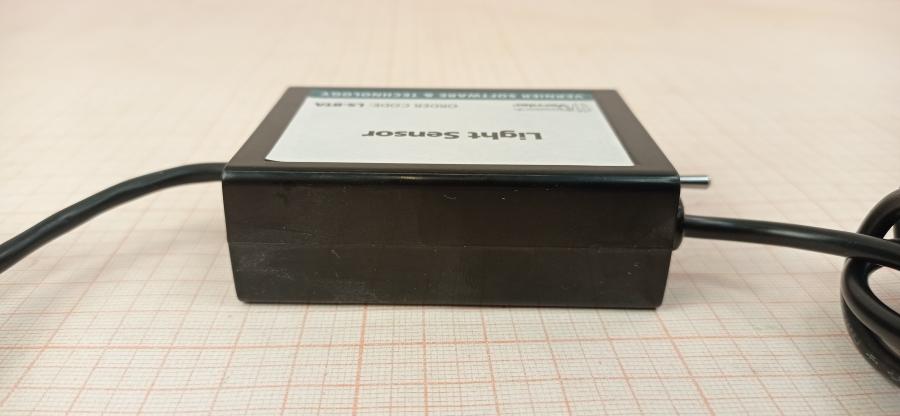 Light Sensor
ORDER CODE: LS-BTA
VERNIER SOFTWARE & TECHNOLOGY